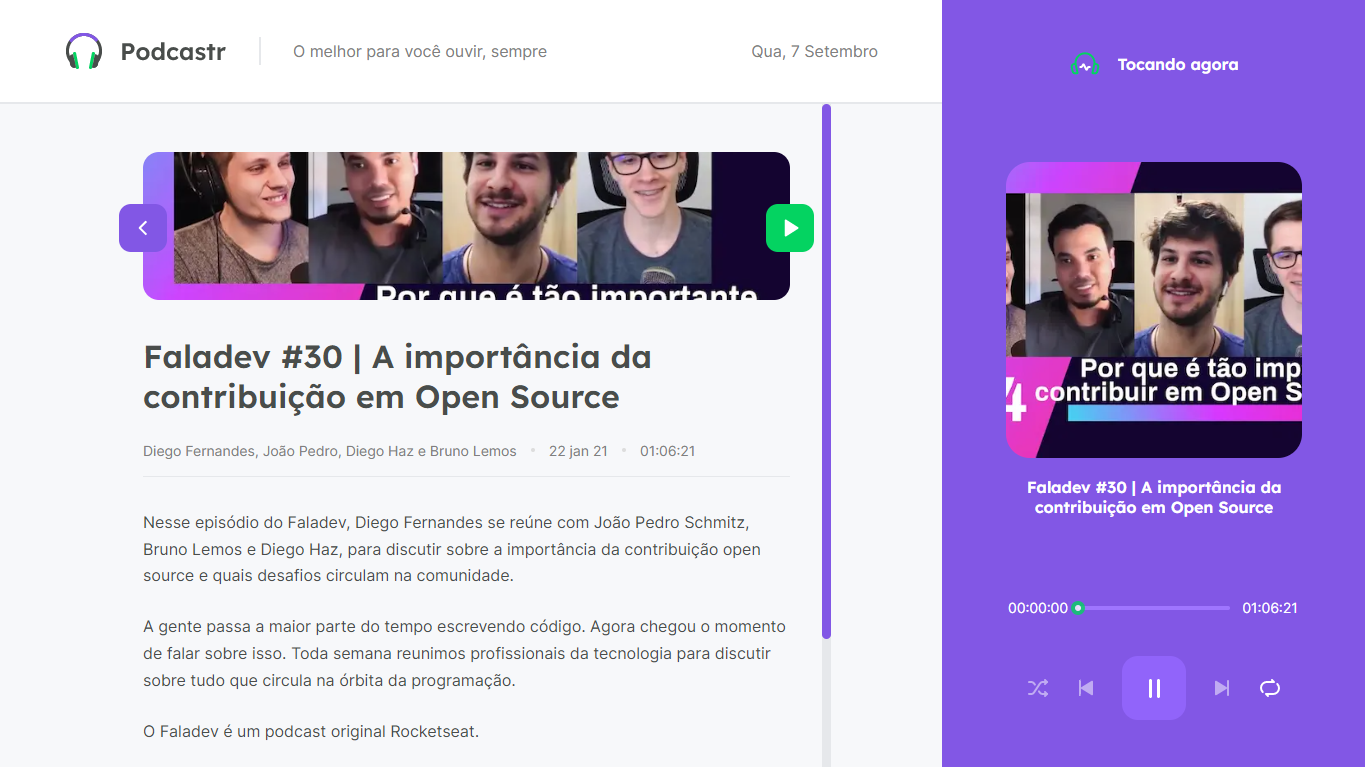 Podcastr
O melhor para você ouvir, sempre
Qua, 7 Setembro
Por que é tão importante
Faladev #30 | A importância da
contribuição em Open Source
Diego Fernandes, João Pedro, Diego Haz e Bruno Lemos • 22 jan 21 • 01:06:21
Nesse episódio do Faladev, Diego Fernandes se reúne com João Pedro Schmitz,
Bruno Lemos e Diego Haz, para discutir sobre a importância da contribuição open
source e quais desafios circulam na comunidade.
A gente passa a maior parte do tempo escrevendo código. Agora chegou o momento
de falar sobre isso. Toda semana reunimos profissionais da tecnologia para discutir
sobre tudo que circula na órbita da programação.
O Faladev é um podcast original Rocketseat.
Tocando agora
Por que é tão imp
4 contribuir em Open S
Faladev #30 | A importância da
contribuição em Open Source
00:00:00
01:06:21